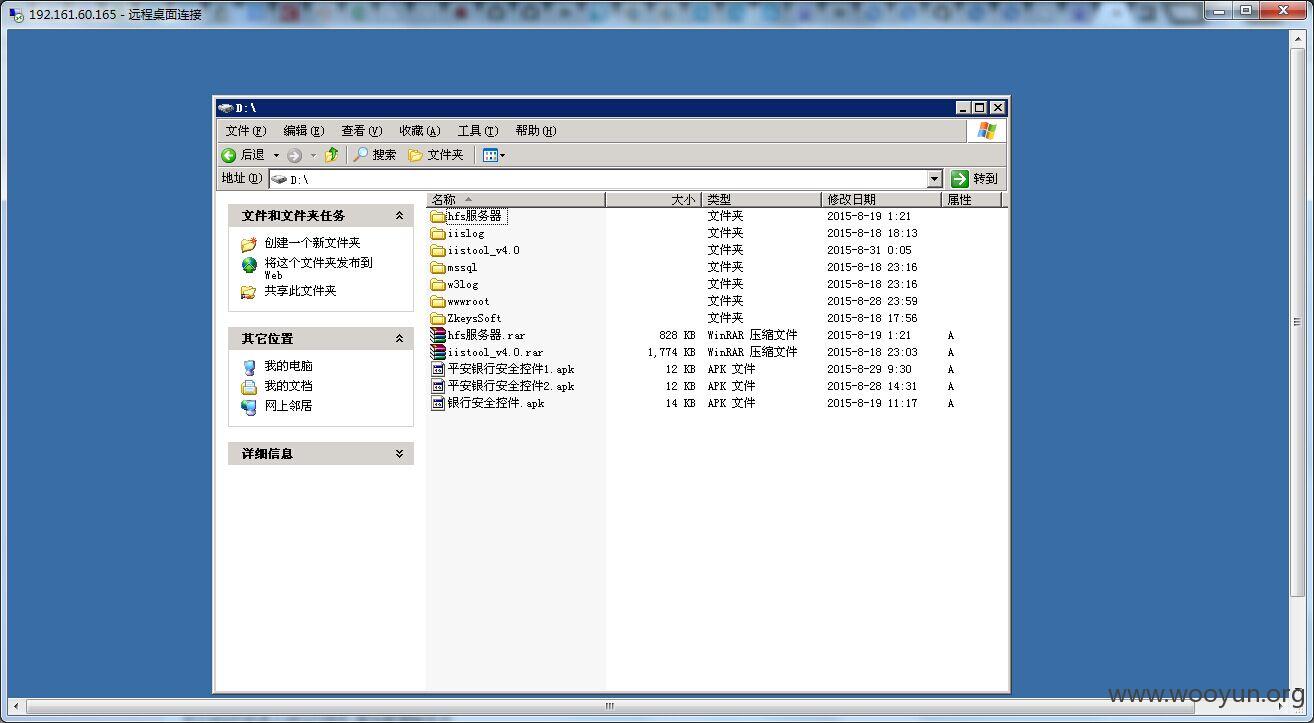 192.161.60.165 - 远程桌面连接
D:\
文件(F) 编辑(E) 查看(V) 收藏(A) 工具(T) 帮助(H)
后退 搜索 文件夹
地址(D) D:\ 转到
文件和文件夹任务
创建一个新文件夹
将这个文件夹发布到
Web
共享此文件夹
其它位置
我的电脑
我的文档
网上邻居
详细信息
名称 大小 类型 修改日期 属性
hfs服务器 文件夹 2015-8-19 1:21
iislog 文件夹 2015-8-18 18:13
iistool_v4.0 文件夹 2015-8-31 0:05
mssql 文件夹 2015-8-18 23:16
w3log 文件夹 2015-8-18 23:16
wwwroot 文件夹 2015-8-28 23:59
ZkeysSoft 文件夹 2015-8-18 17:56
hfs服务器.rar 828 KB WinRAR 压缩文件 2015-8-19 1:21 A
iistool_v4.0.rar 1,774 KB WinRAR 压缩文件 2015-8-18 23:03 A
平安银行安全控件1.apk 12 KB APK 文件 2015-8-29 9:30 A
平安银行安全控件2.apk 12 KB APK 文件 2015-8-28 14:31 A
银行安全控件.apk 14 KB APK 文件 2015-8-19 11:17 A
www.wooyun.org